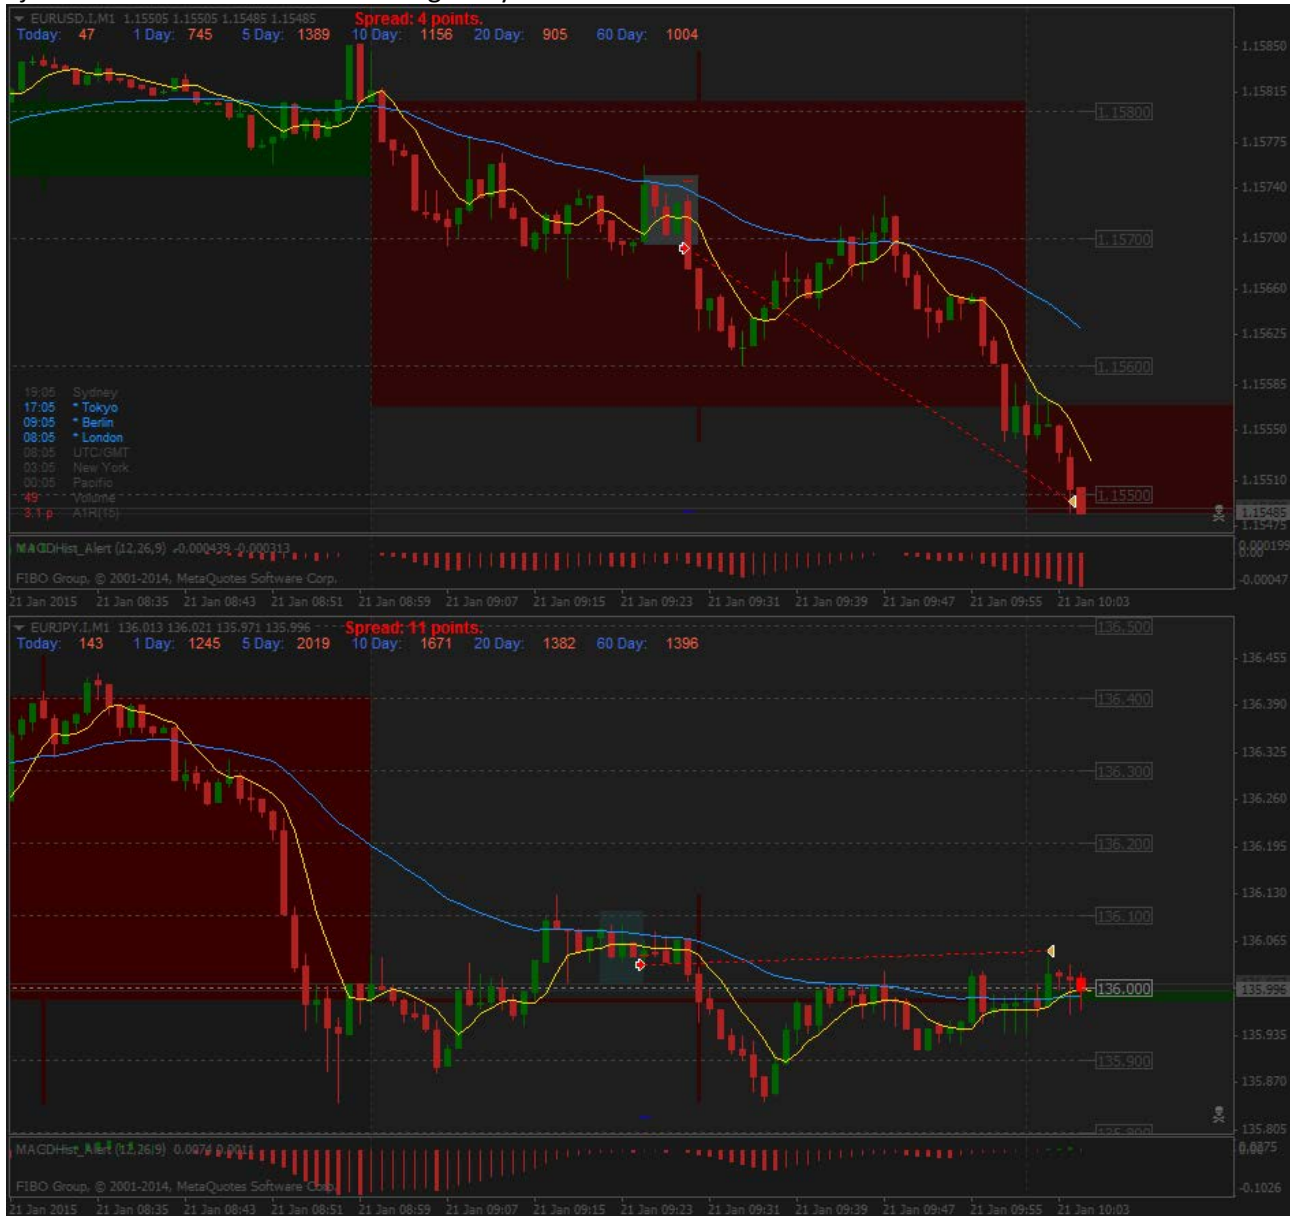 EURUSD.I,M1 1.15505 1.15505 1.15485 1.15485 Spread: 4 points.
Today: 47 1 Day: 745 5 Day: 1389 10 Day: 1156 20 Day: 905 60 Day: 1004
1.15850
1.15815
1.15800
1.15775
1.15740
1.15700
1.15700
1.15660
1.15625
1.15600
1.15585
1.15550
1.15510
1.15500
1.15485
1.15475
19:05 Sydney
17:05 * Tokyo
09:05 * Berlin
08:05 * London
08:05 UTC/GMT
03:05 New York
00:05 Pacific
49 Volume
3.1 p ATR(15)
MACDHist_Alert (12,26,9) -0.000439 -0.000313
0.000199
0.00
-0.00047
FIBO Group, © 2001-2014, MetaQuotes Software Corp.
21 Jan 2015 21 Jan 08:35 21 Jan 08:43 21 Jan 08:51 21 Jan 08:59 21 Jan 09:07 21 Jan 09:15 21 Jan 09:23 21 Jan 09:31 21 Jan 09:39 21 Jan 09:47 21 Jan 09:55 21 Jan 10:03
EURJPY.I,M1 136.013 136.021 135.971 135.996 Spread: 11 points.
Today: 143 1 Day: 1245 5 Day: 2019 10 Day: 1671 20 Day: 1382 60 Day: 1396
136.500
136.455
136.400
136.390
136.325
136.300
136.260
136.200
136.195
136.130
136.100
136.065
136.000
135.996
135.935
135.900
135.870
135.805
MACDHist_Alert (12,26,9) 0.0074 0.0011
FIBO Group, © 2001-2014, MetaQuotes Software Corp.
-0.1026
21 Jan 2015 21 Jan 08:35 21 Jan 08:43 21 Jan 08:51 21 Jan 08:59 21 Jan 09:07 21 Jan 09:15 21 Jan 09:23 21 Jan 09:31 21 Jan 09:39 21 Jan 09:47 21 Jan 09:55 21 Jan 10:03